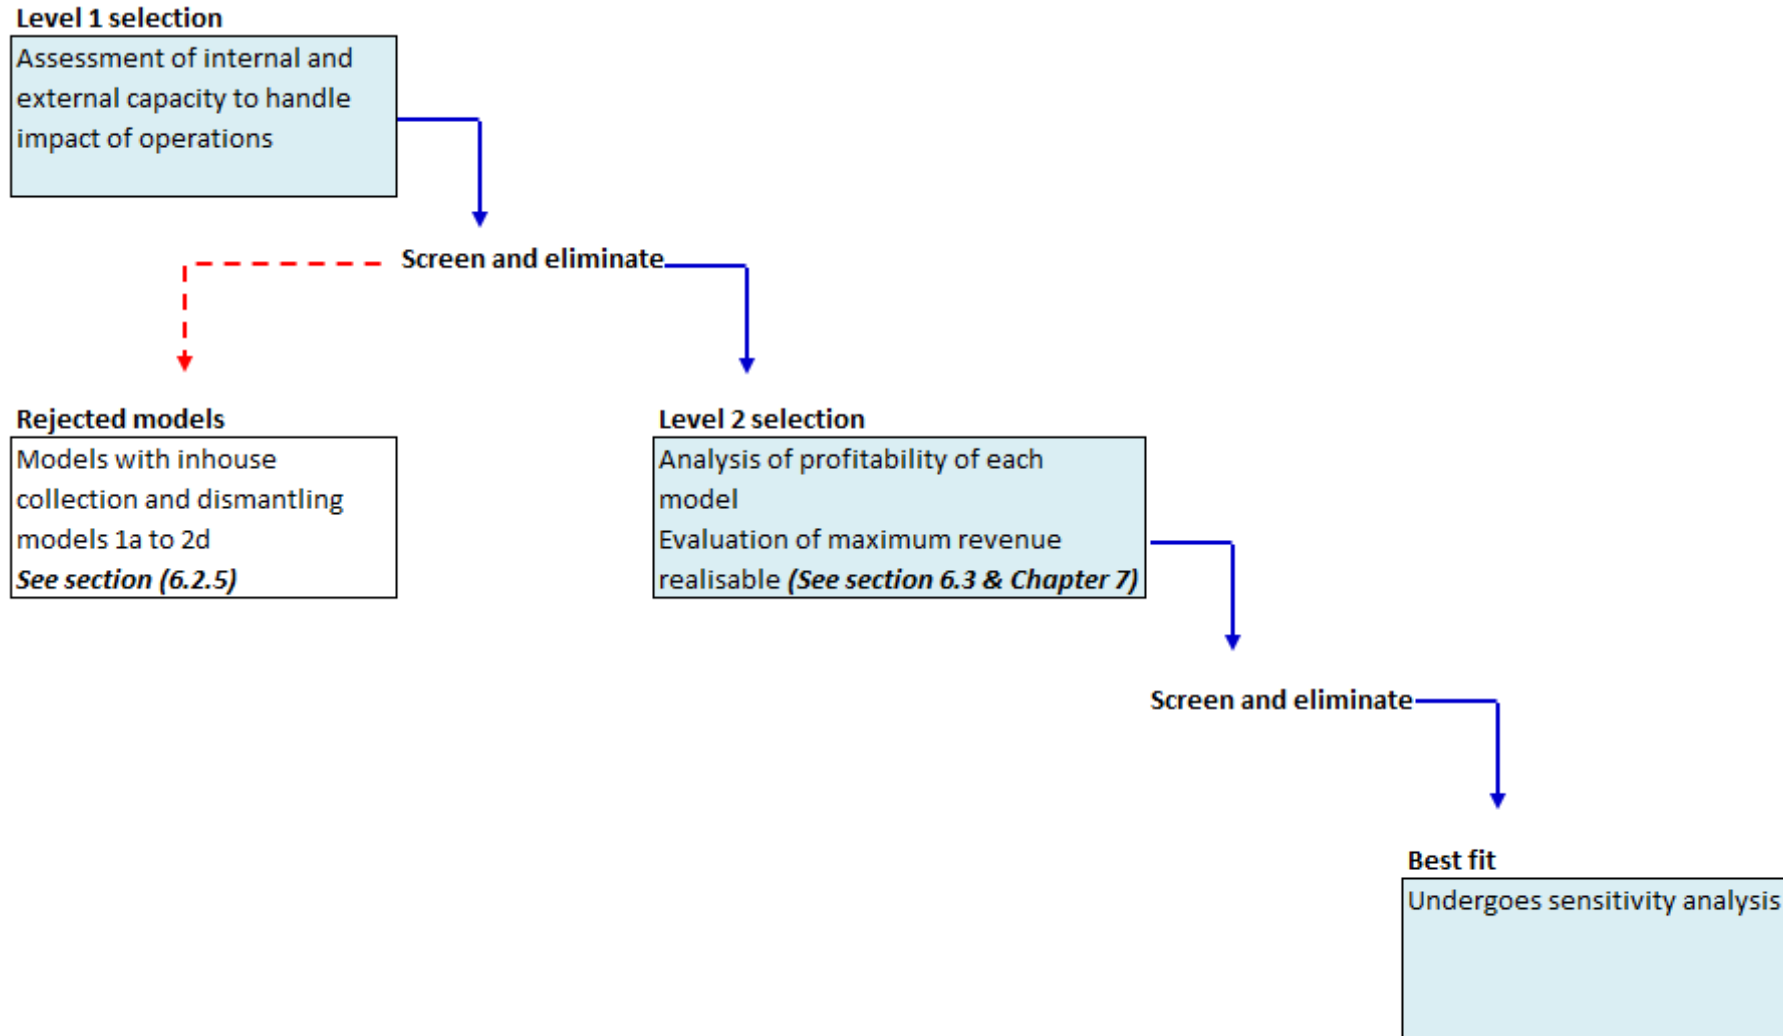 Level 1 selection
Assessment of internal and
external capacity to handle
impact of operations
Screen and eliminate
Rejected models
Models with inhouse
collection and dismantling
models 1a to 2d
See section (6.2.5)
Level 2 selection
Analysis of profitability of each
model
Evaluation of maximum revenue
realisable (See section 6.3 & Chapter 7)
Screen and eliminate
Best fit
Undergoes sensitivity analysis